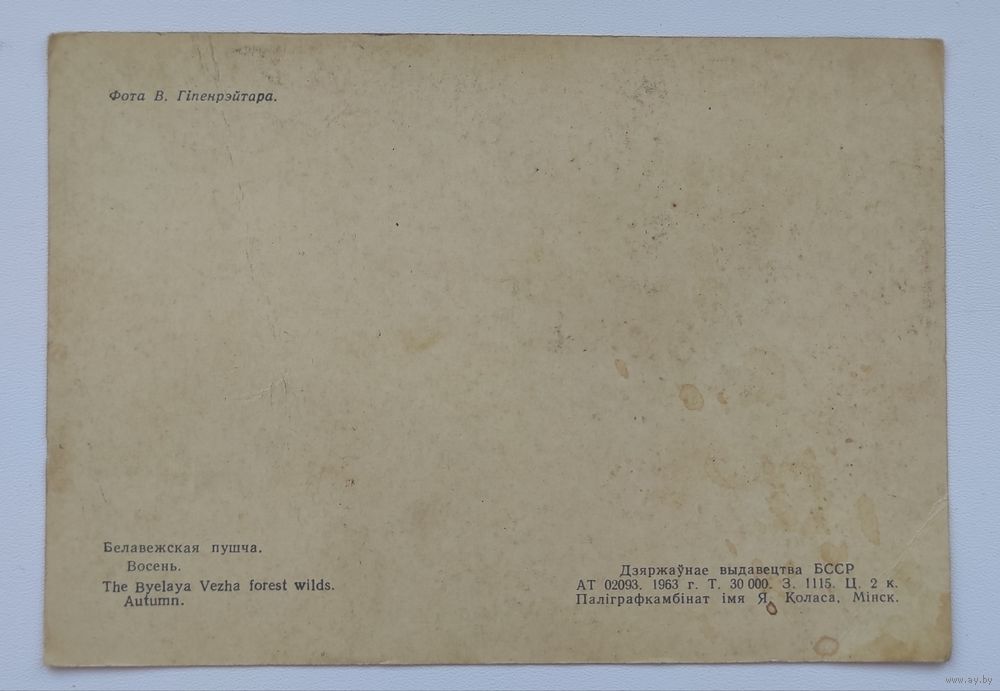 Фота В. Гіпенрэйтара.
Белавежская пушча.
Восень.
The Byelaya Vezha forest wilds.
Autumn.
Дзяржаўнае выдавецтва БССР
АТ 02093. 1963 г. Т. 30 000. З. 1115. Ц. 2 к.
Паліграфкамбінат імя Я. Коласа, Мінск.
www.ay.by